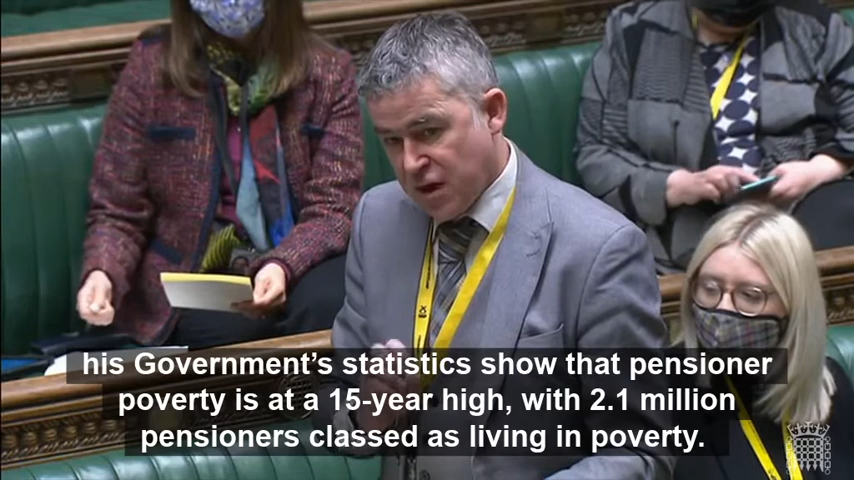 his Government’s statistics show that pensioner
poverty is at a 15-year high, with 2.1 million
pensioners classed as living in poverty.